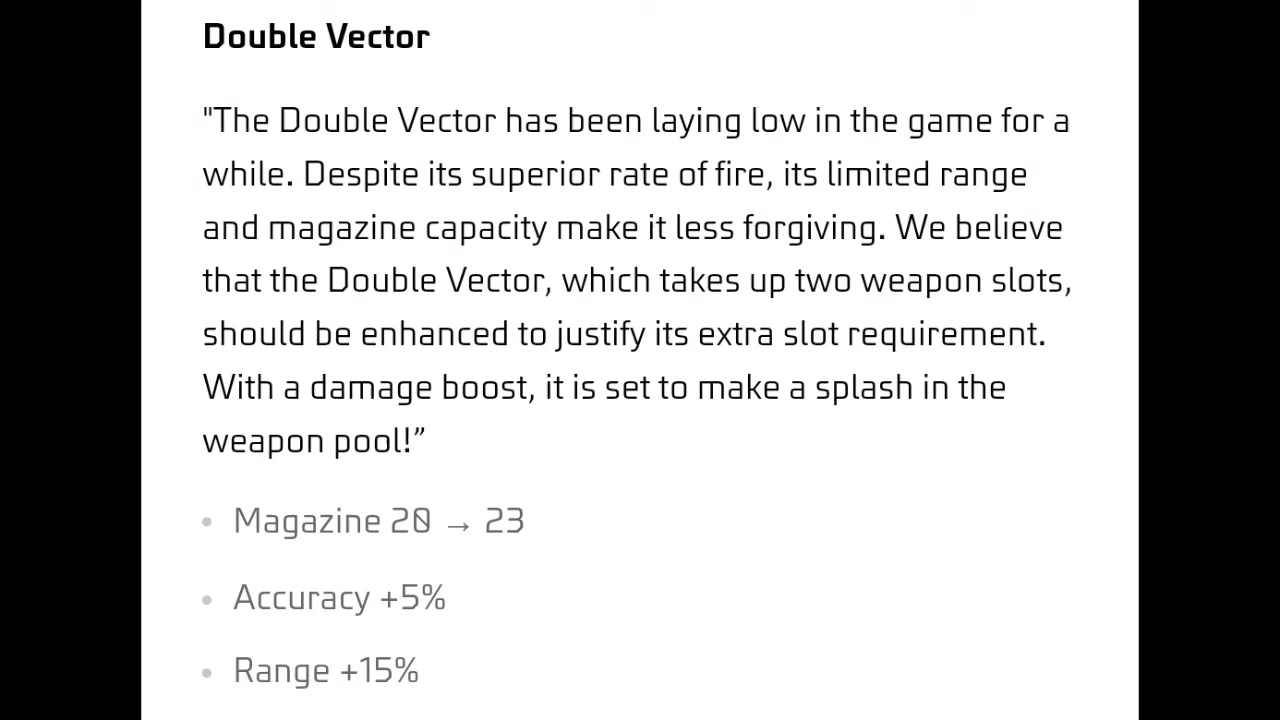 Double Vector
"The Double Vector has been laying low in the game for a
while. Despite its superior rate of fire, its limited range
and magazine capacity make it less forgiving. We believe
that the Double Vector, which takes up two weapon slots,
should be enhanced to justify its extra slot requirement.
With a damage boost, it is set to make a splash in the
weapon pool!”
• Magazine 20 → 23
• Accuracy +5%
• Range +15%